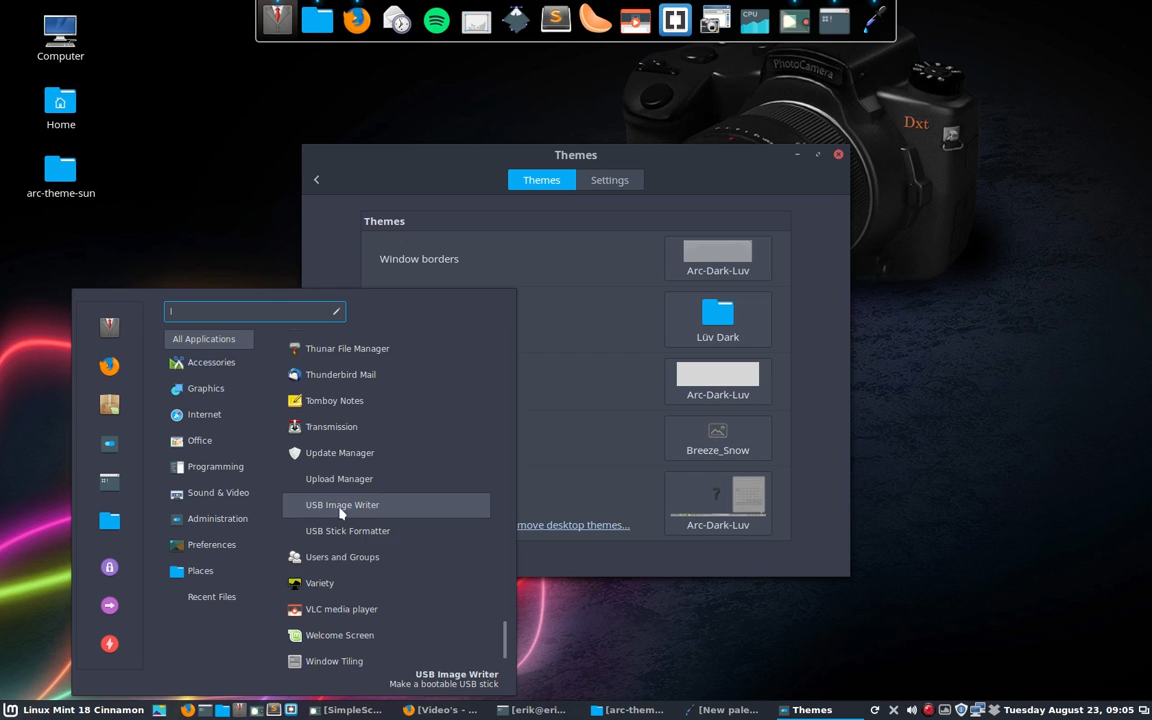 Computer
Home
arc-theme-sun
PhotoCamera
Dxt
CPU
Themes
Themes
Settings
Themes
Window borders
Arc-Dark-Luv
Lüv Dark
Arc-Dark-Luv
Breeze_Snow
Arc-Dark-Luv
move desktop themes...
l
All Applications
Accessories
Graphics
Internet
Office
Programming
Sound & Video
Administration
Preferences
Places
Recent Files
Thunar File Manager
Thunderbird Mail
Tomboy Notes
Transmission
Update Manager
Upload Manager
USB Image Writer
USB Stick Formatter
Users and Groups
Variety
VLC media player
Welcome Screen
Window Tiling
USB Image Writer
Make a bootable USB stick
Linux Mint 18 Cinnamon
[SimpleSc...
[Video's - ...
[erik@eri...
[arc-them...
[New pale...
Themes
Tuesday August 23, 09:05